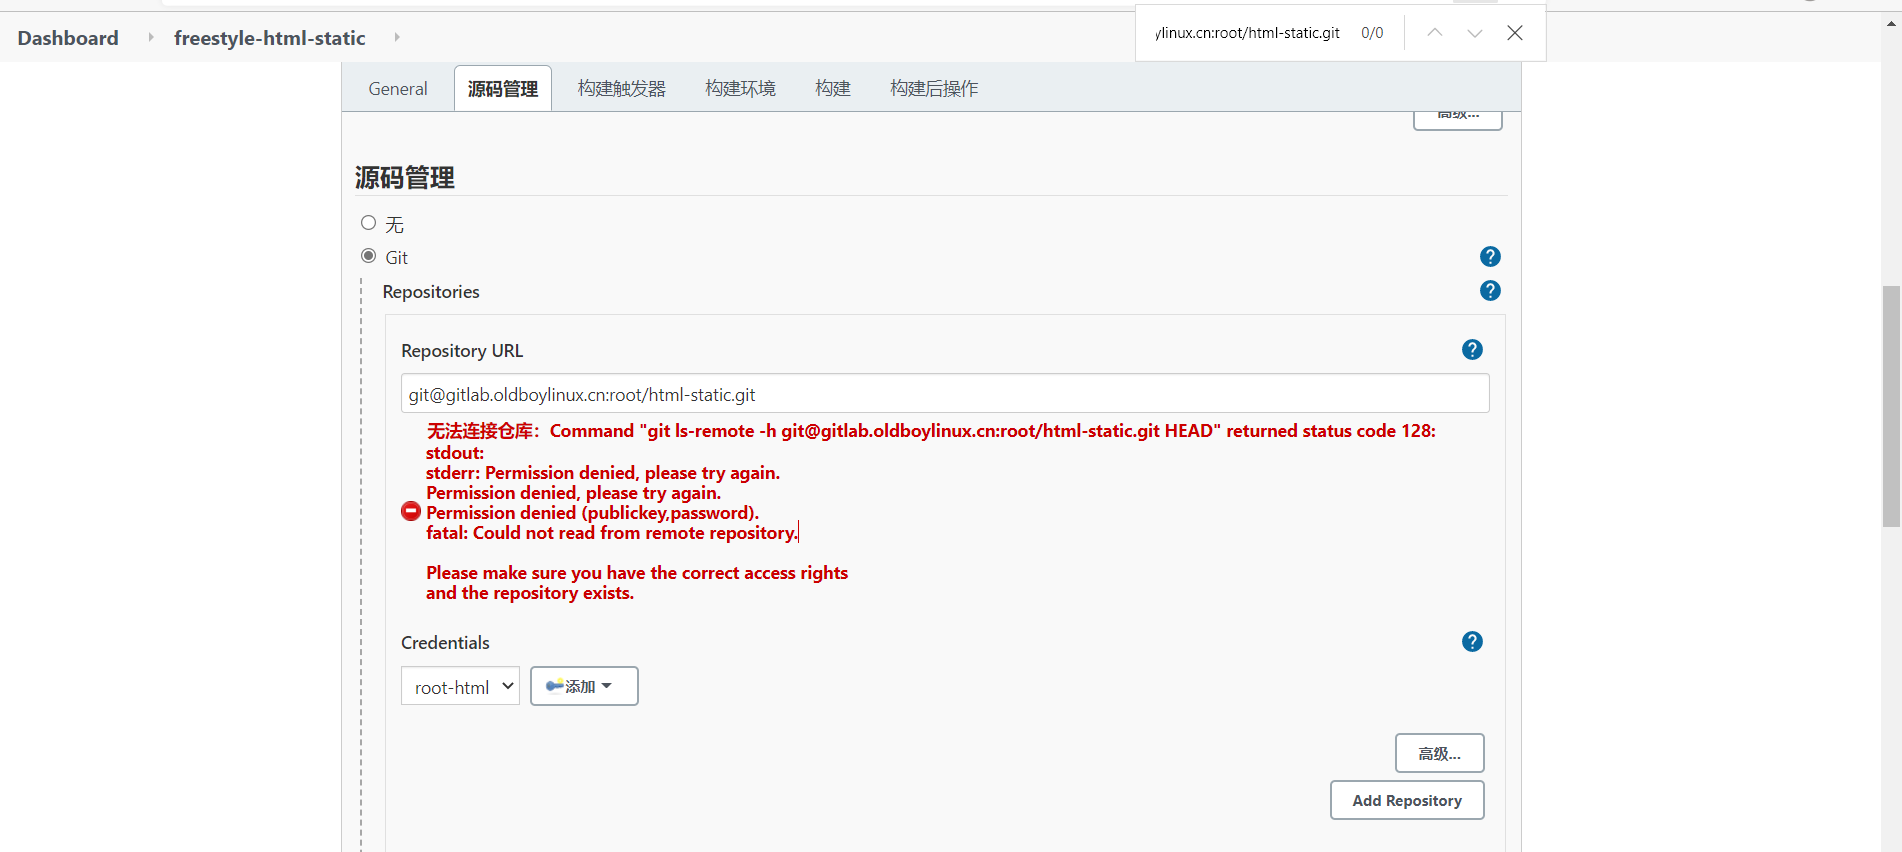 ylinux.cn:root/html-static.git 0/0
Dashboard freestyle-html-static
General 源码管理 构建触发器 构建环境 构建 构建后操作
高级...
源码管理
无
Git
Repositories
Repository URL
git@gitlab.oldboylinux.cn:root/html-static.git
无法连接仓库：Command "git ls-remote -h git@gitlab.oldboylinux.cn:root/html-static.git HEAD" returned status code 128:
stdout:
stderr: Permission denied, please try again.
Permission denied, please try again.
Permission denied (publickey,password).
fatal: Could not read from remote repository.
Please make sure you have the correct access rights
and the repository exists.
Credentials
root-html 添加
高级...
Add Repository